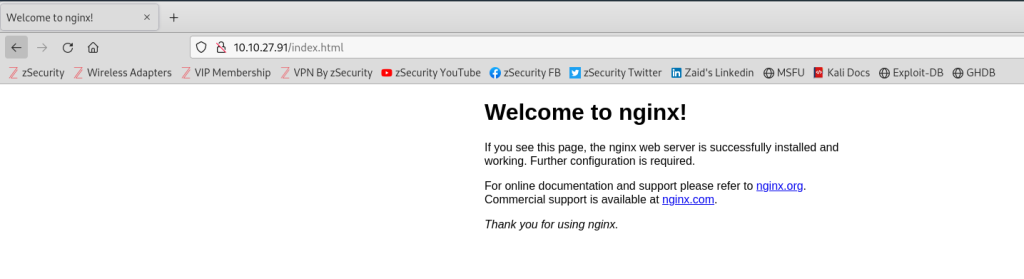 Welcome to nginx!
10.10.27.91/index.html
zSecurity Wireless Adapters VIP Membership VPN By zSecurity zSecurity YouTube zSecurity FB zSecurity Twitter Zaid's Linkedin MSFU Kali Docs Exploit-DB GHDB
Welcome to nginx!
If you see this page, the nginx web server is successfully installed and
working. Further configuration is required.
For online documentation and support please refer to nginx.org.
Commercial support is available at nginx.com.
Thank you for using nginx.